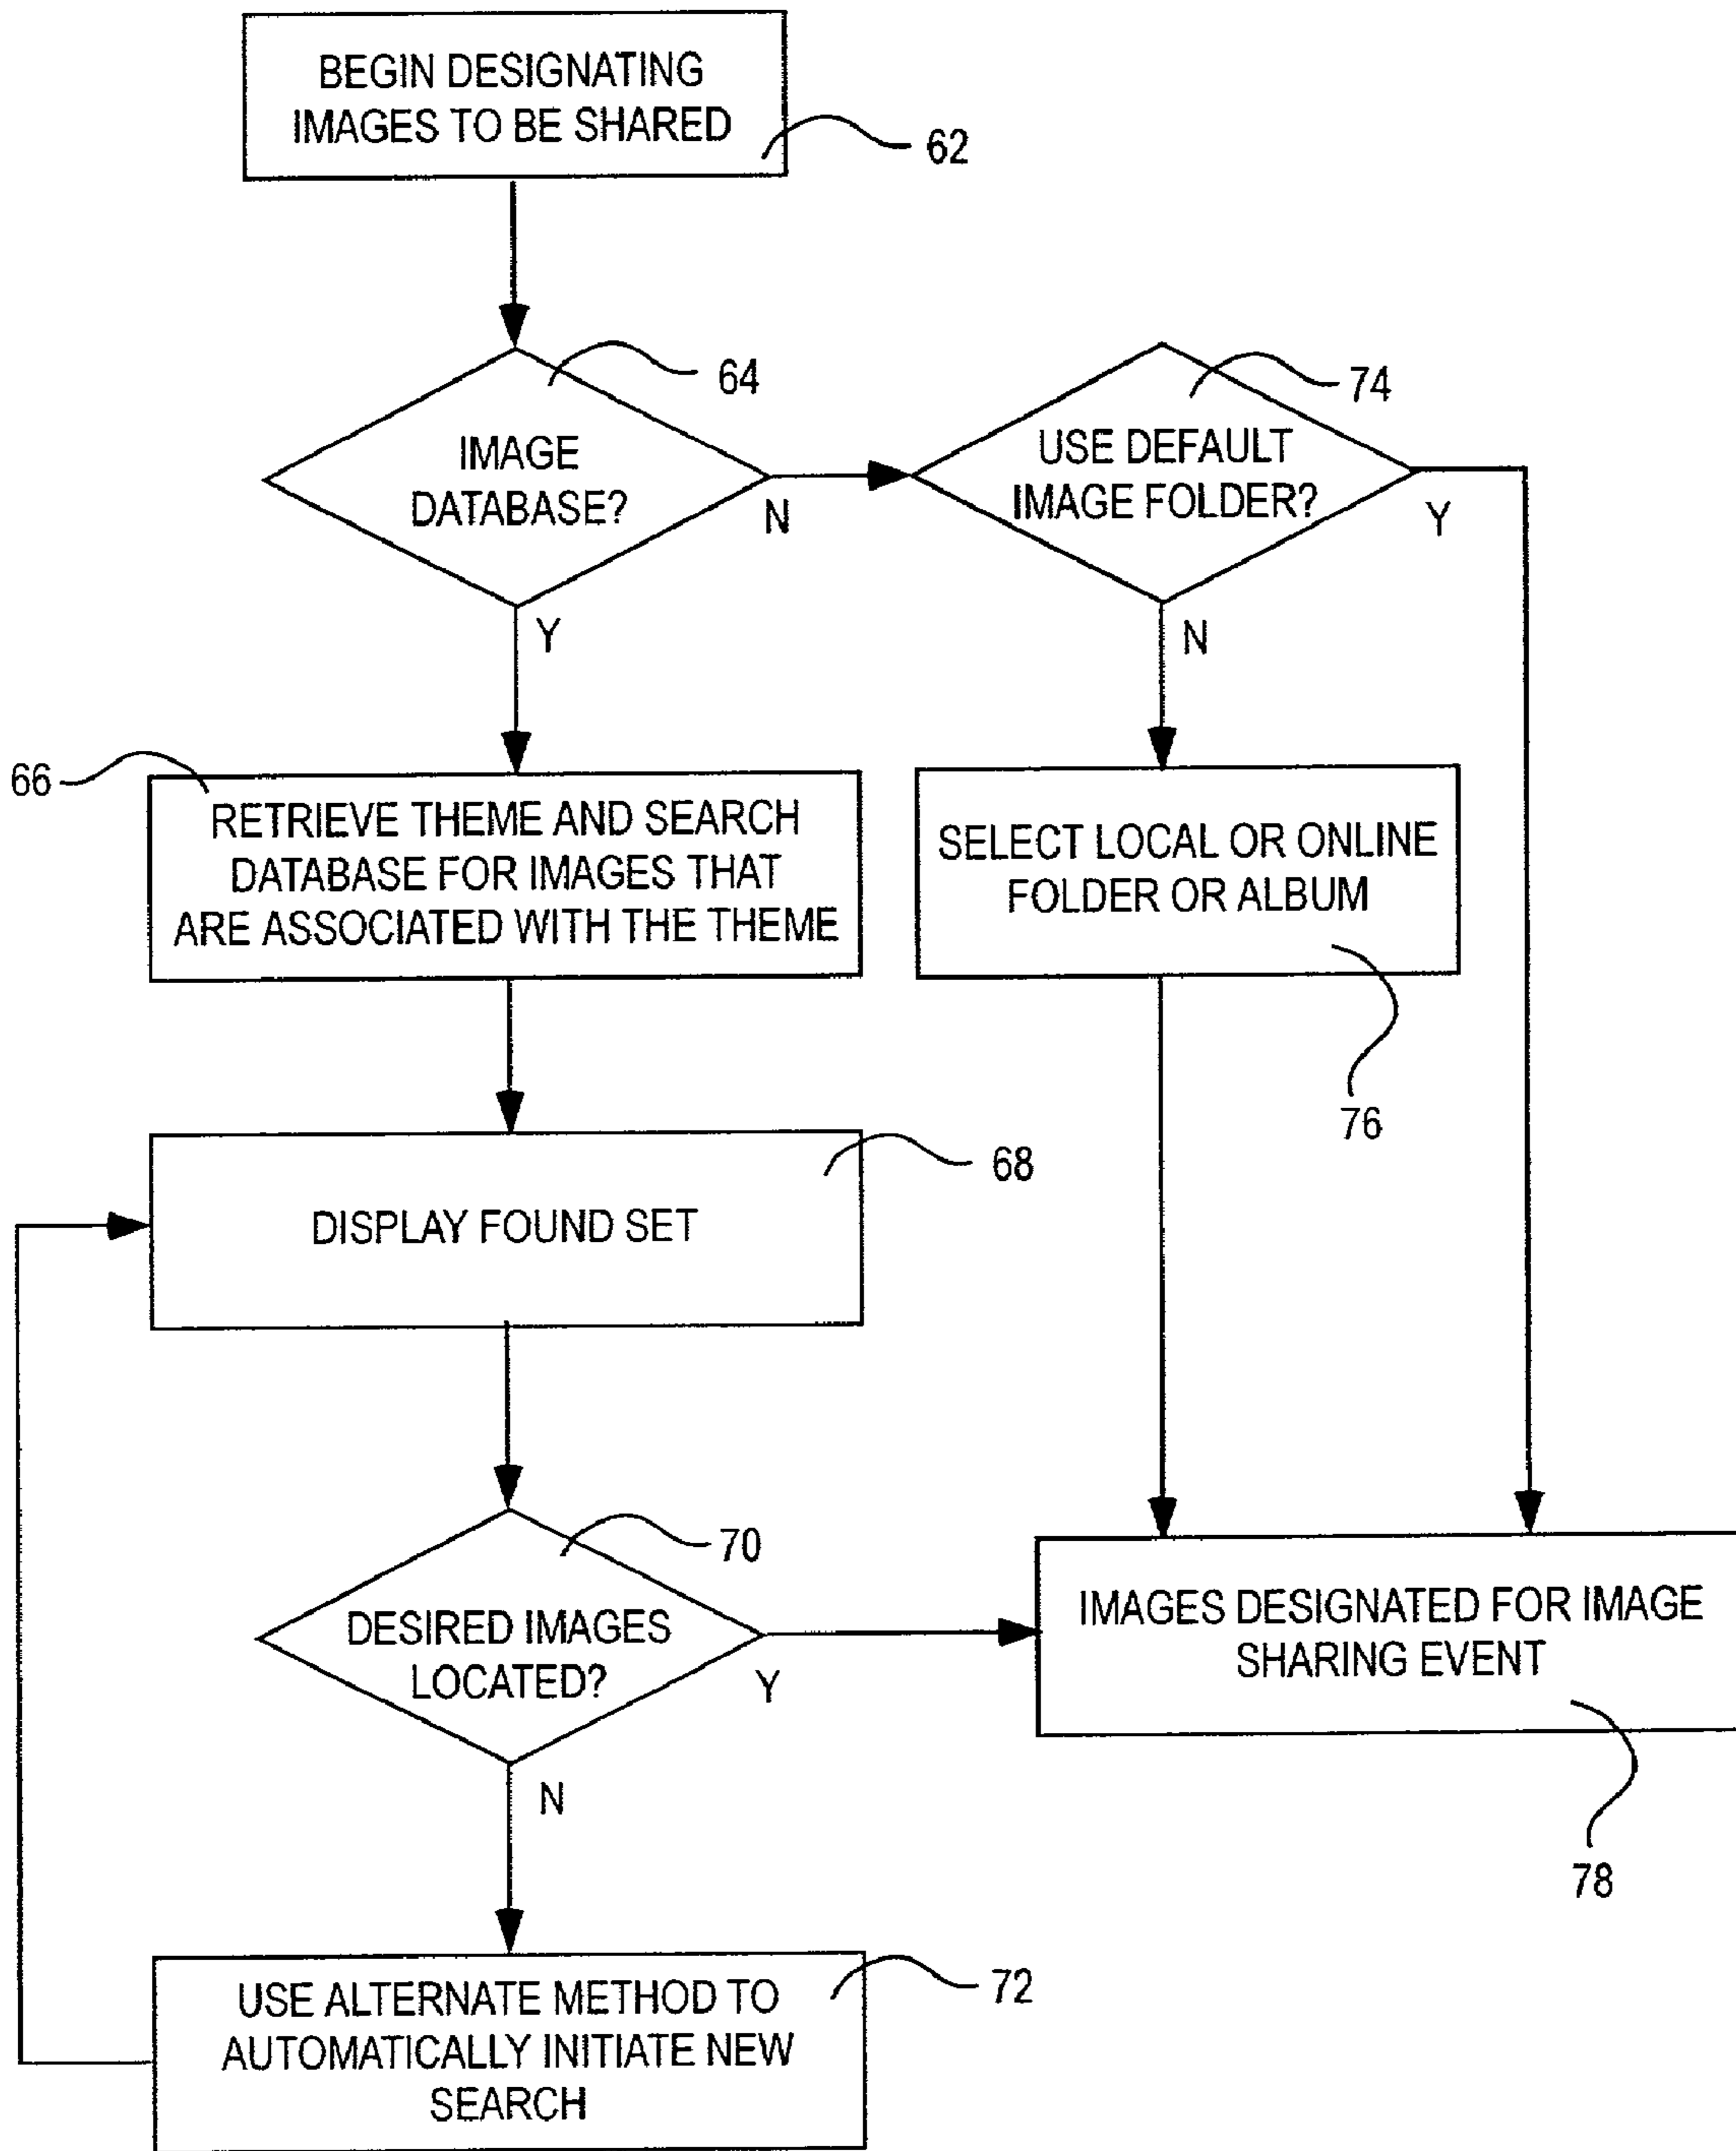 BEGIN DESIGNATING
IMAGES TO BE SHARED
62
64
IMAGE
DATABASE?
N
Y
74
USE DEFAULT
IMAGE FOLDER?
Y
N
66
RETRIEVE THEME AND SEARCH
DATABASE FOR IMAGES THAT
ARE ASSOCIATED WITH THE THEME
SELECT LOCAL OR ONLINE
FOLDER OR ALBUM
76
68
DISPLAY FOUND SET
70
DESIRED IMAGES
LOCATED?
Y
N
IMAGES DESIGNATED FOR IMAGE
SHARING EVENT
78
72
USE ALTERNATE METHOD TO
AUTOMATICALLY INITIATE NEW
SEARCH